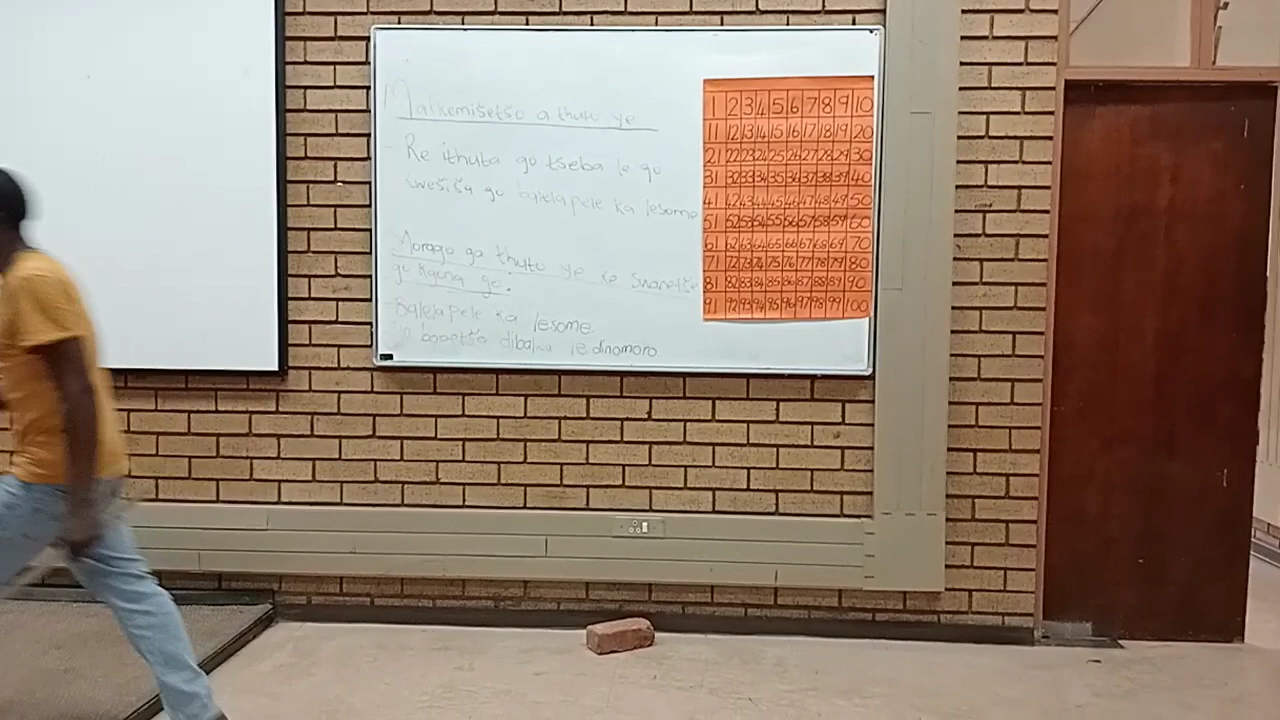 Maikemišetšo a thuto ye
- Re ithuta go tseba le go
šwešiša go balela pele ka lesome
Morago ga thuto ye ke swanetše
go kgona go:
- Balela pele ka lesome.
dibalwa le dinomoro.
1 2 3 4 5 6 7 8 9 10
11 12 13 14 15 16 17 18 19 20
21 22 23 24 25 26 27 28 29 30
31 32 33 34 35 36 37 38 39 40
41 42 43 44 45 46 47 48 49 50
51 52 53 54 55 56 57 58 59 60
61 62 63 64 65 66 67 68 69 70
71 72 73 74 75 76 77 78 79 80
81 82 83 84 85 86 87 88 89 90
91 92 93 94 95 96 97 98 99 100